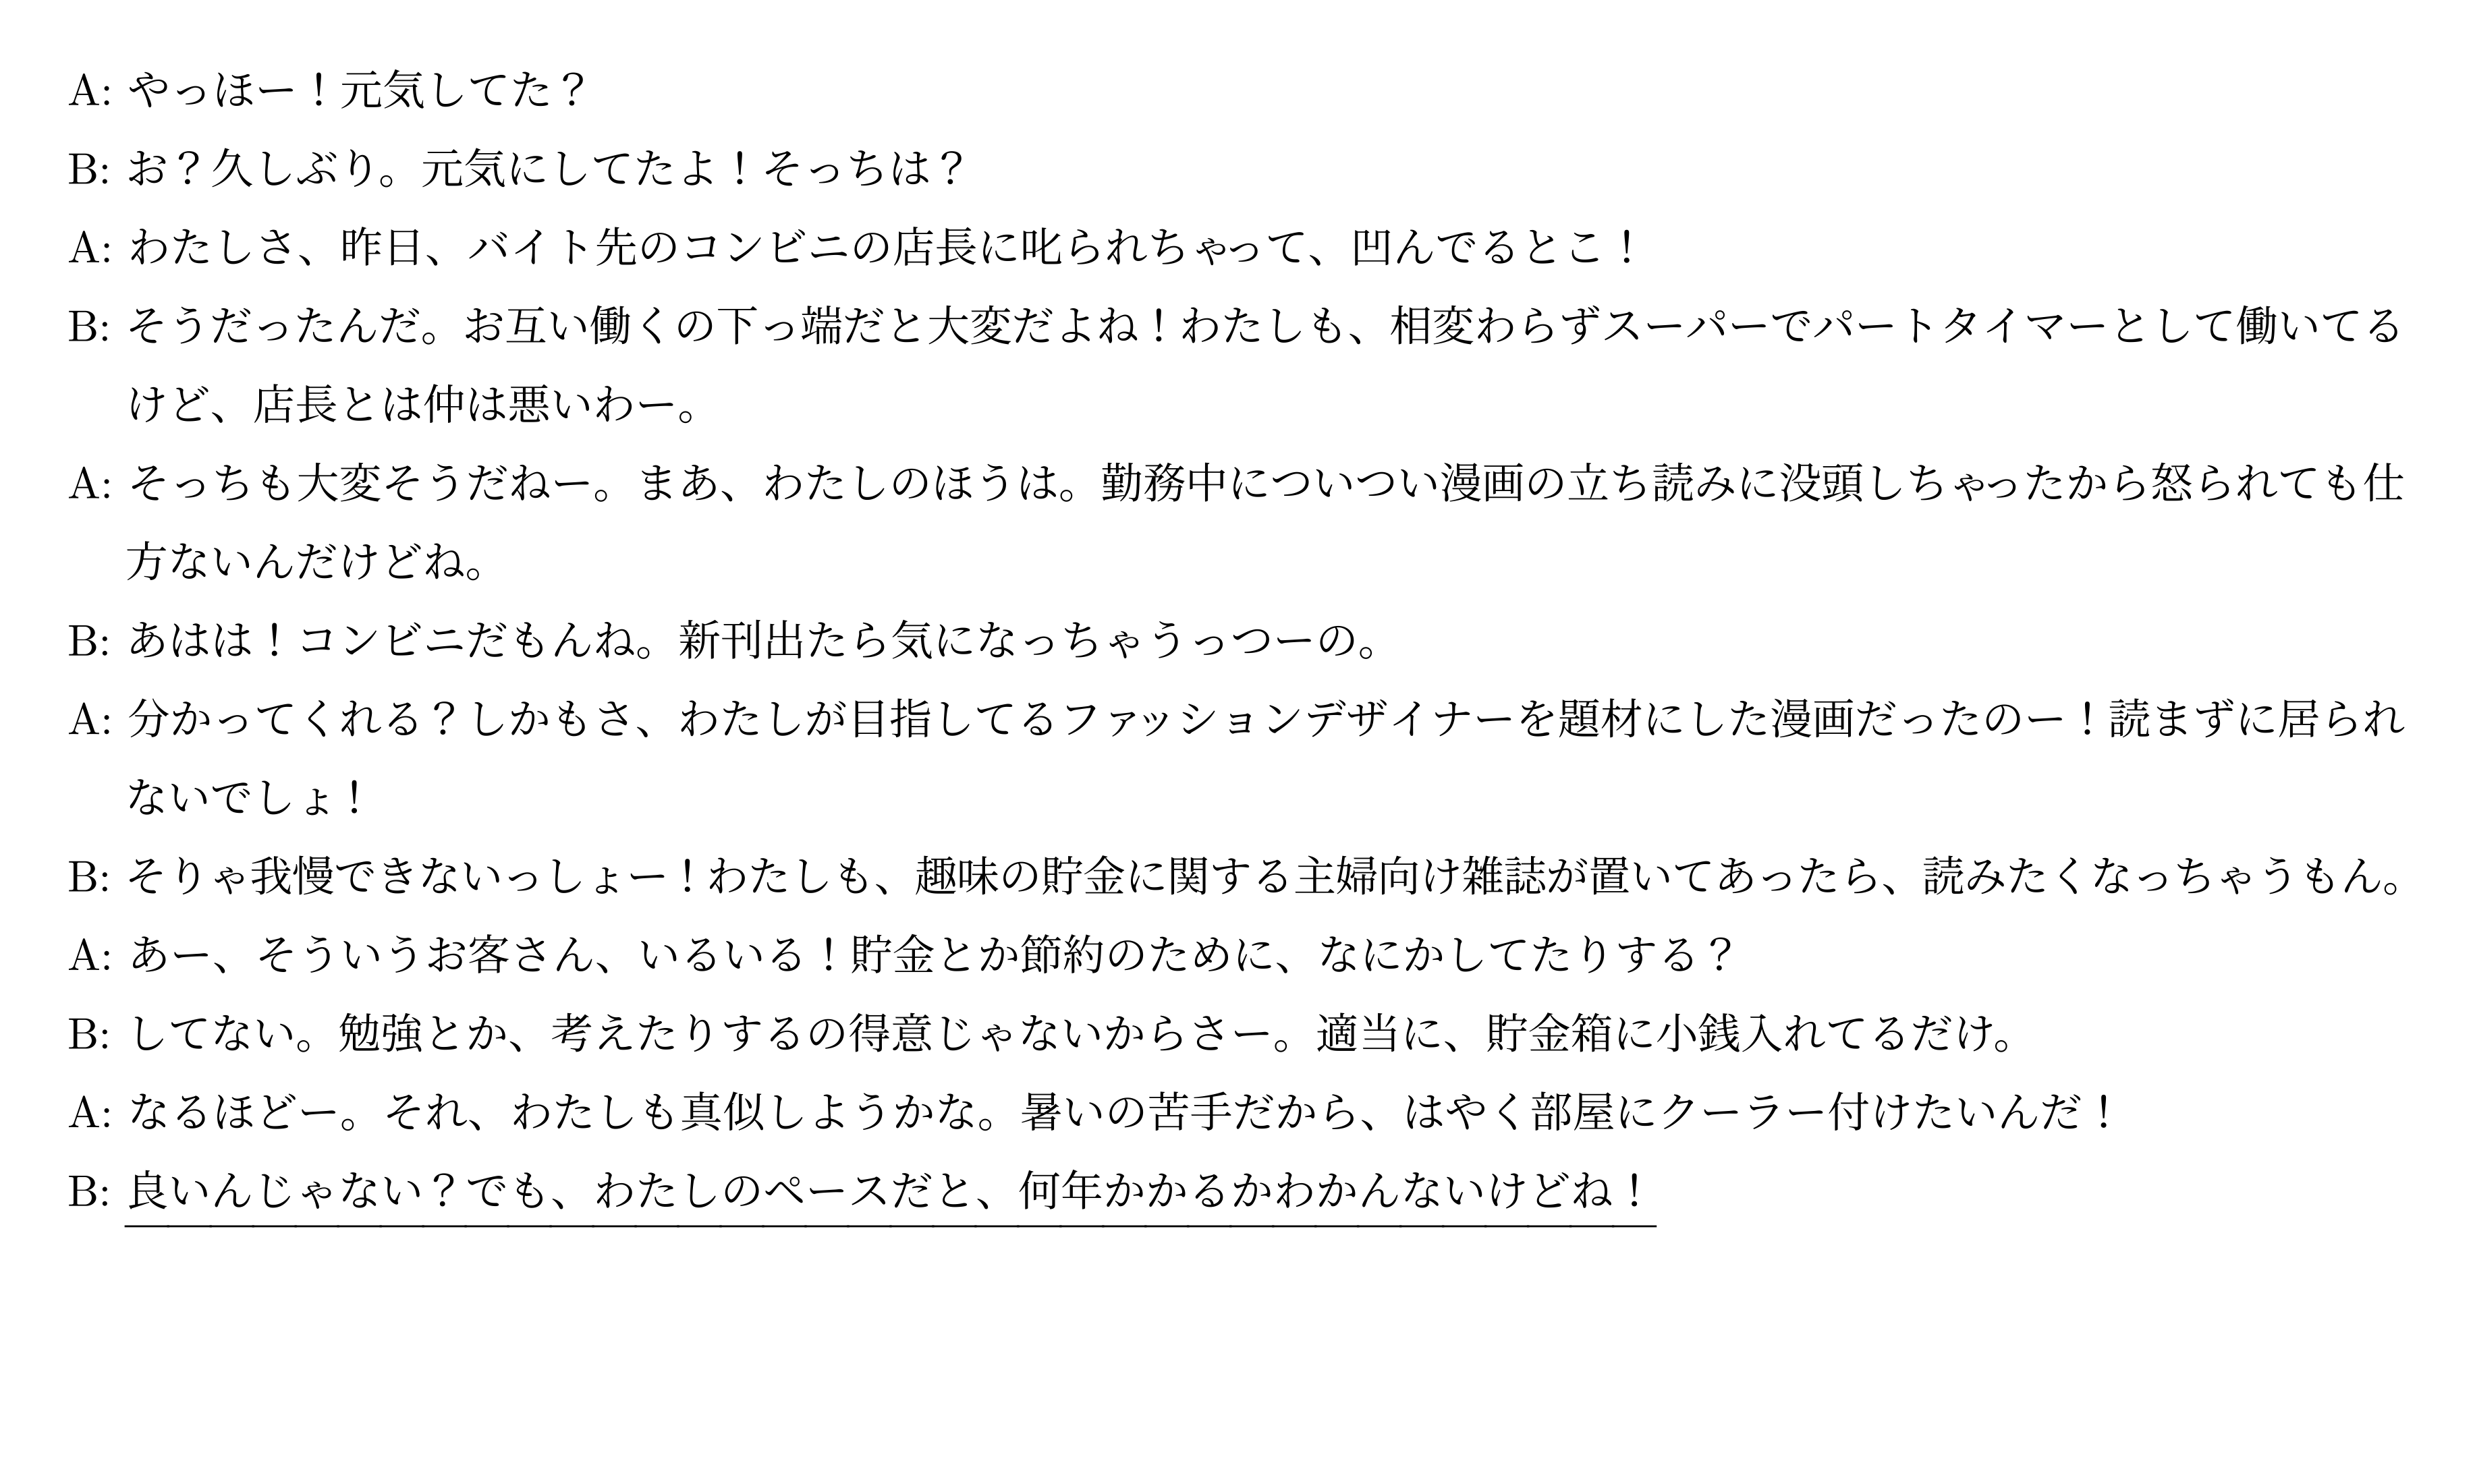 A: やっほー！元気してた？
B: お？久しぶり。元気にしてたよ！そっちは？
A: わたしさ、昨日、バイト先のコンビニの店長に叱られちゃって、凹んでるとこ！
B: そうだったんだ。お互い働くの下っ端だと大変だよね！わたしも、相変わらずスーパーでパートタイマーとして働いてる
けど、店長とは仲は悪いわー。
A: そっちも大変そうだねー。まあ、わたしのほうは。勤務中についつい漫画の立ち読みに没頭しちゃったから怒られても仕
方ないんだけどね。
B: あはは！コンビニだもんね。新刊出たら気になっちゃうっつーの。
A: 分かってくれる？しかもさ、わたしが目指してるファッションデザイナーを題材にした漫画だったのー！読まずに居られ
ないでしょ！
B: そりゃ我慢できないっしょー！わたしも、趣味の貯金に関する主婦向け雑誌が置いてあったら、読みたくなっちゃうもん。
A: あー、そういうお客さん、いるいる！貯金とか節約のために、なにかしてたりする？
B: してない。勉強とか、考えたりするの得意じゃないからさー。適当に、貯金箱に小銭入れてるだけ。
A: なるほどー。それ、わたしも真似しようかな。暑いの苦手だから、はやく部屋にクーラー付けたいんだ！
B: 良いんじゃない？でも、わたしのペースだと、何年かかるかわかんないけどね！